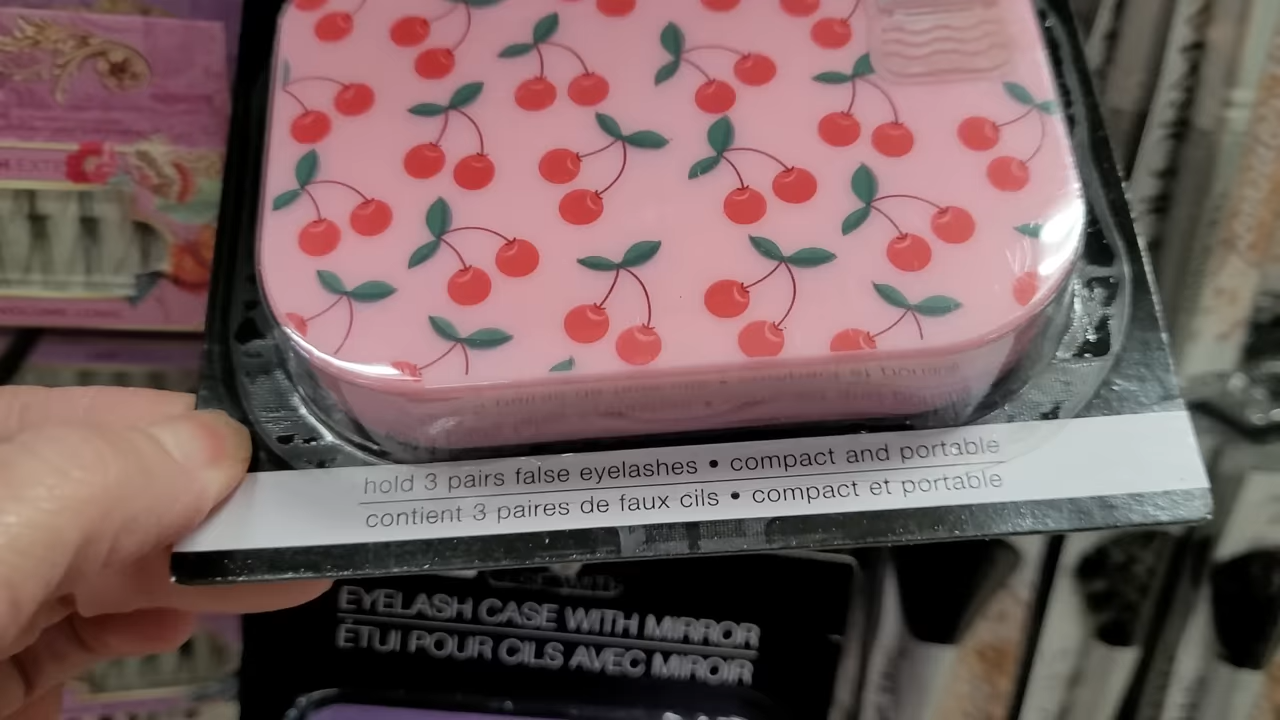 hold 3 pairs false eyelashes • compact and portable
contient 3 paires de faux cils • compact et portable
EYELASH CASE WITH MIRROR
ÉTUI POUR CILS AVEC MIROIR